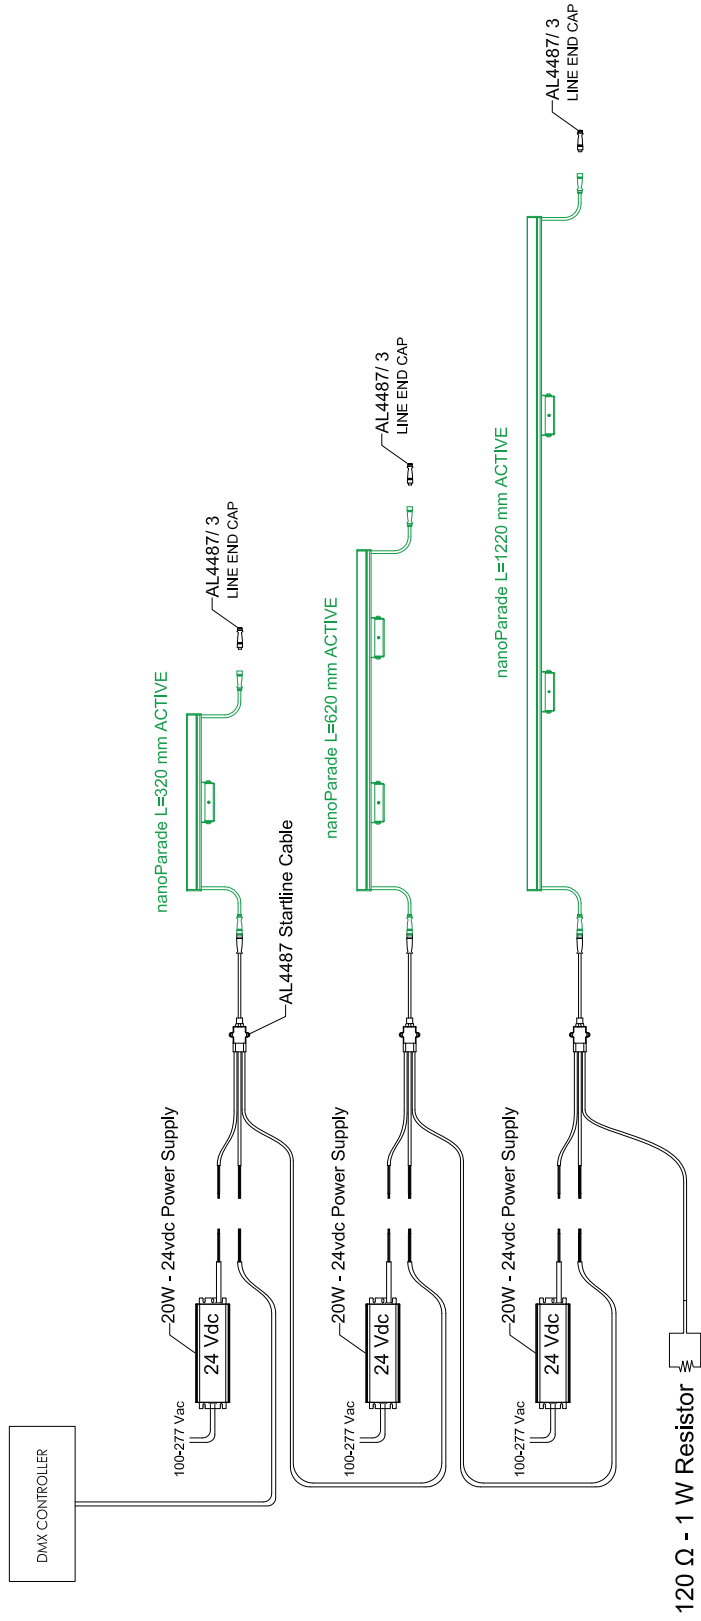 DMX CONTROLLER
100-277 Vac
24 Vdc
20W - 24vdc Power Supply
AL4487 Startline Cable
nanoParade L=320 mm ACTIVE
AL4487/ 3
LINE END CAP
100-277 Vac
24 Vdc
20W - 24vdc Power Supply
nanoParade L=620 mm ACTIVE
AL4487/ 3
LINE END CAP
100-277 Vac
24 Vdc
20W - 24vdc Power Supply
nanoParade L=1220 mm ACTIVE
AL4487/ 3
LINE END CAP
120 Ω - 1 W Resistor